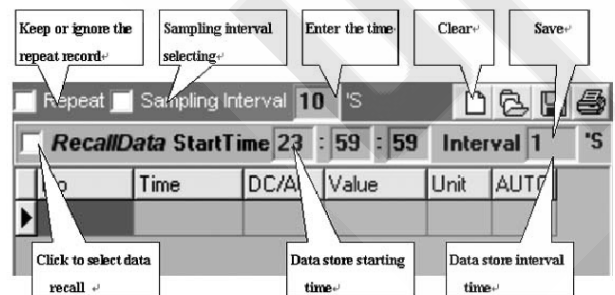 Keep or ignore the
repeat record↵
Sampling interval
selecting↵
Enter the time↵
Clear↵
Save↵
Repeat Sampling Interval 10 'S
RecallData StartTime 23 : 59 : 59 Interval 1 'S
Time DC/A Value Unit AUTO
Click to select data
recall ↵
Data store starting
time↵
Data store interval
time↵